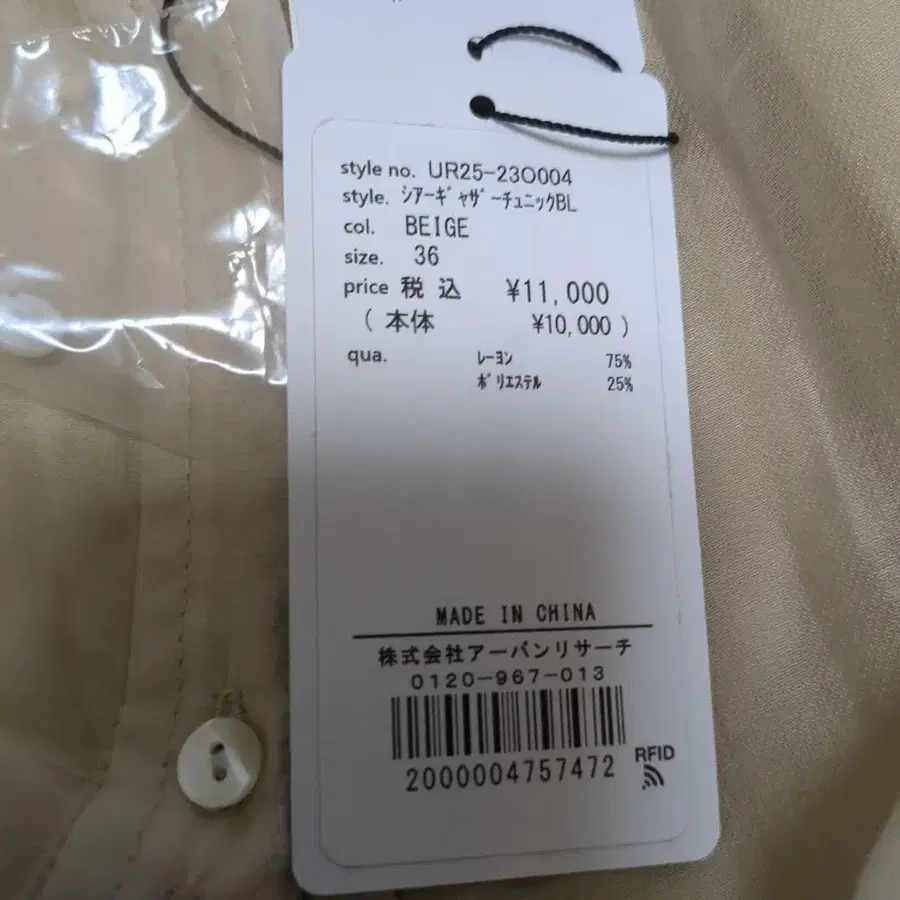 style no. UR25-23O004
style. ｼｱｰｷﾞｬｻﾞｰﾁｭﾆｯｸBL
col. BEIGE
size. 36
price 税 込 ¥11,000
( 本体 ¥10,000 )
qua. ﾚｰﾖﾝ 75%
ﾎﾟﾘｴｽﾃﾙ 25%
MADE IN CHINA
株式会社アーバンリサーチ
0120-967-013
2000004757472
RFID